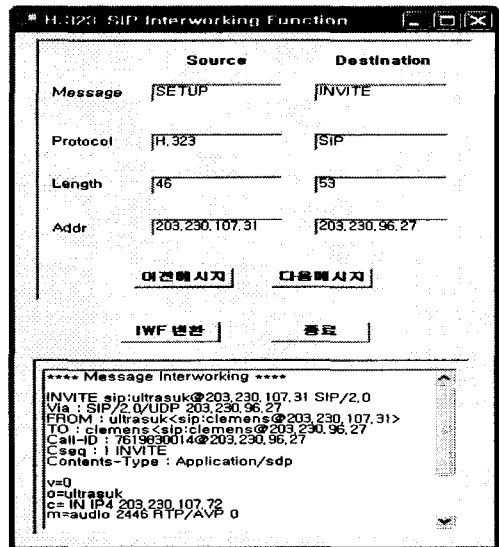 H.323 SIP Interworking Function
Source Destination
Message SETUP INVITE
Protocol H.323 SIP
Length 46 53
Addr 203,230,107,31 203,230,96,27
이전메시지 다음메시지
IWF 변환 종료
**** Message Interworking ****
INVITE sip:ultrasuk@203,230,107,31 SIP/2,0
Via : SIP/2,0/UDP 203,230,96,27
FROM : ultrasuk<sip:clemens@203,230,107,31>
TO : clemens<sip:clemens@203,230,96,27
Call-ID : 7619830014@203,230,96,27
Cseq : 1 INVITE
Contents-Type : Application/sdp
v=0
o=ultrasuk
c= IN IP4 203,230,107,72
m=audio 2446 RTP/AVP 0